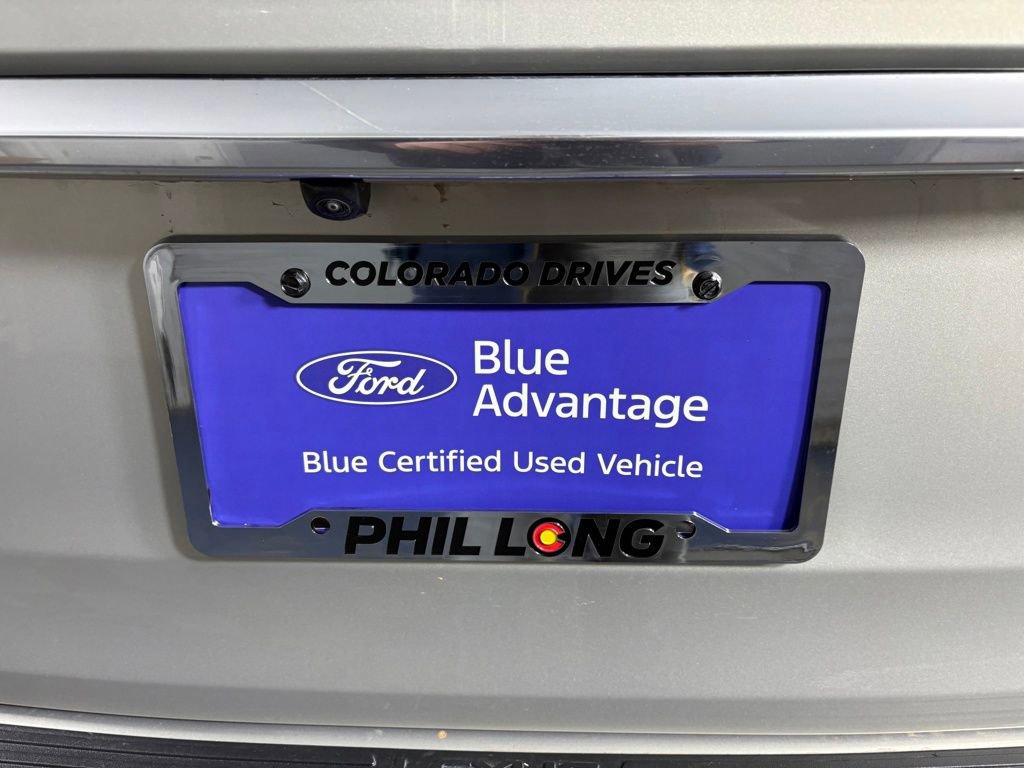 COLORADO DRIVES
Ford
Blue
Advantage
Blue Certified Used Vehicle
PHIL LONG